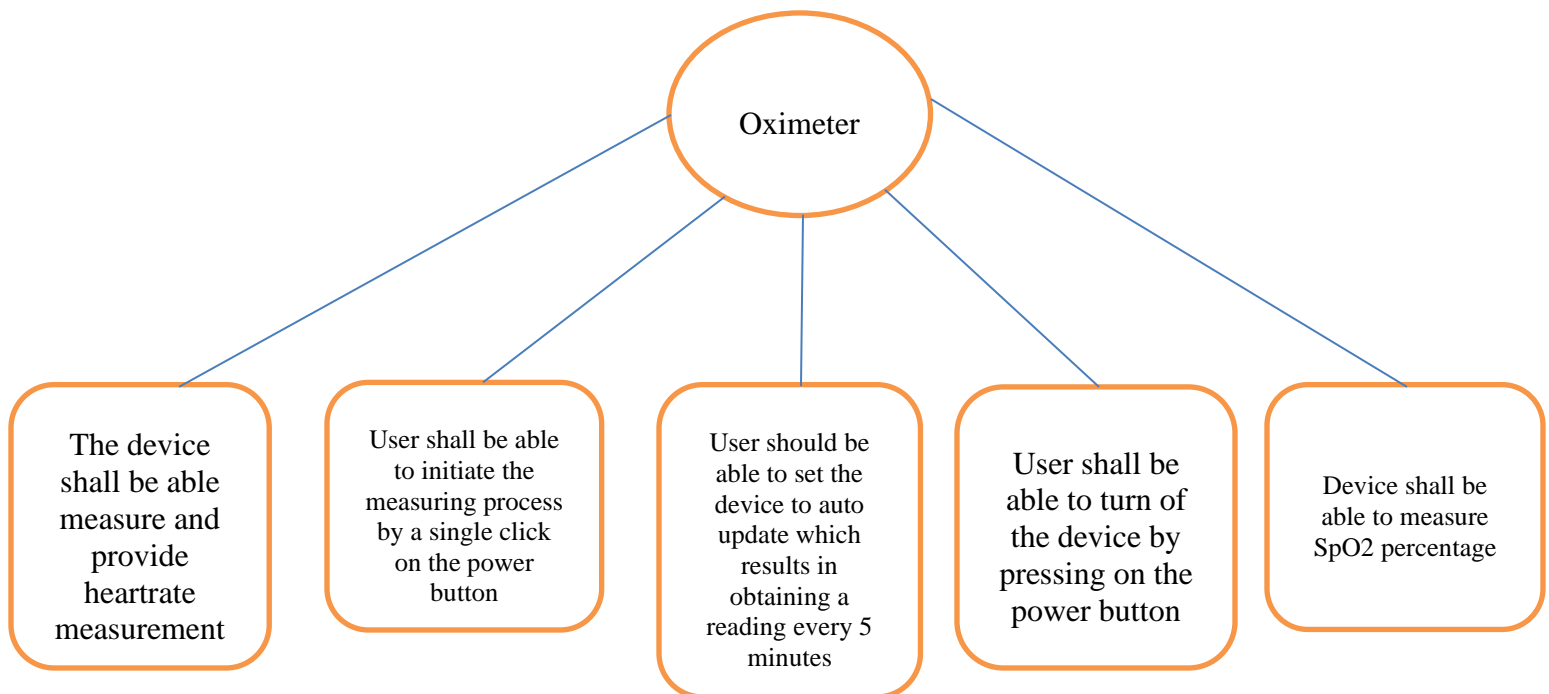 Oximeter
The device
shall be able
measure and
provide
heartrate
measurement
User shall be able
to initiate the
measuring process
by a single click
on the power
button
User should be
able to set the
device to auto
update which
results in
obtaining a
reading every 5
minutes
User shall be
able to turn of
the device by
pressing on the
power button
Device shall be
able to measure
SpO2 percentage